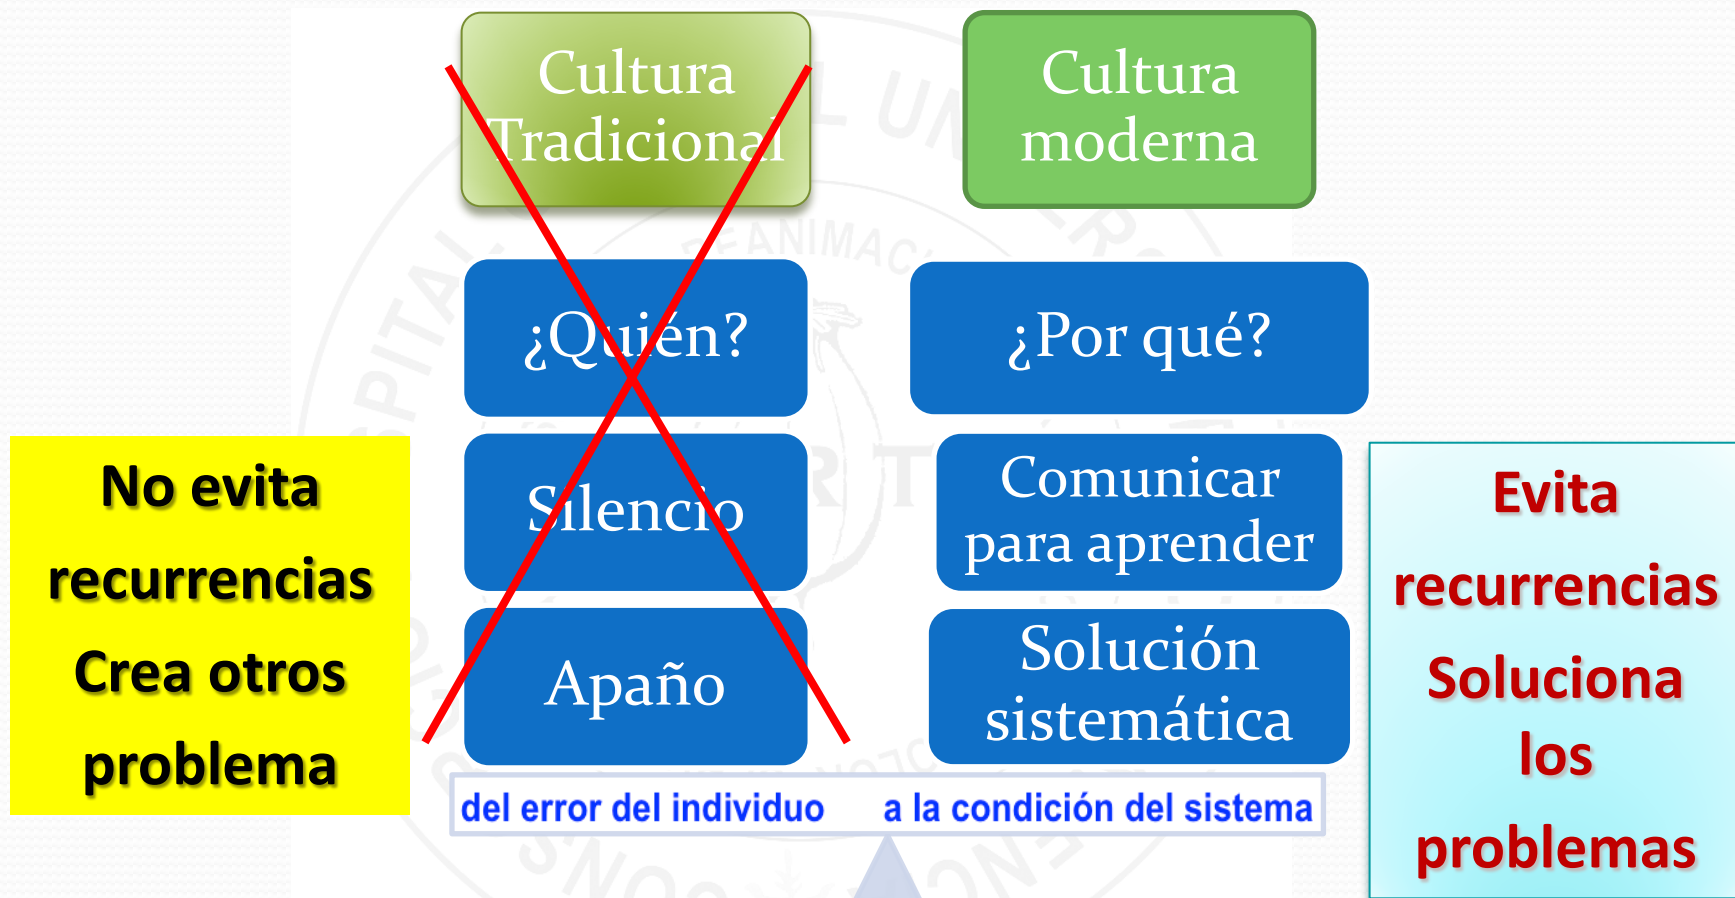 Cultura
Tradicional
Cultura
moderna
¿Quién?
¿Por qué?
Silencio
Comunicar
para aprender
Apaño
Solución
sistemática
No evita
recurrencias
Crea otros
problema
Evita
recurrencias
Soluciona
los
problemas
del error del individuo a la condición del sistema